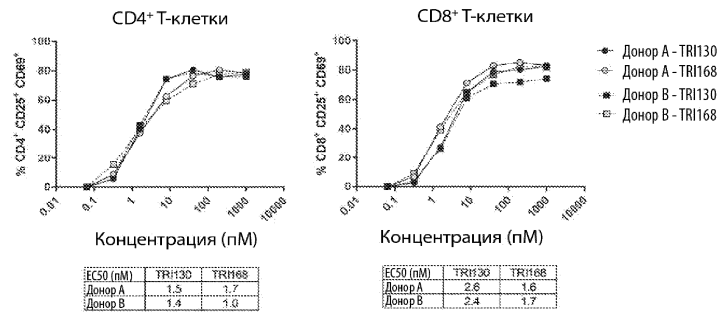 CD4⁺ T-клетки
% CD4⁺ CD25⁺ CD69⁺
100
80
60
40
20
0
0.01
0.1
1
10
100
1000
10000
Концентрация (пМ)
EC50 (пМ) TRI130 TRI168
Донор A 1.5 1.7
Донор B 1.4
CD8⁺ T-клетки
% CD8⁺ CD25⁺ CD69⁺
100
80
60
40
20
0
0.01
0.1
1
10
100
1000
10000
Концентрация (пМ)
EC50 (пМ) TRI130 TRI168
Донор A 2.6 1.6
Донор B 2.4 1.7
Донор A - TRI130
Донор A - TRI168
Донор B - TRI130
Донор B - TRI168